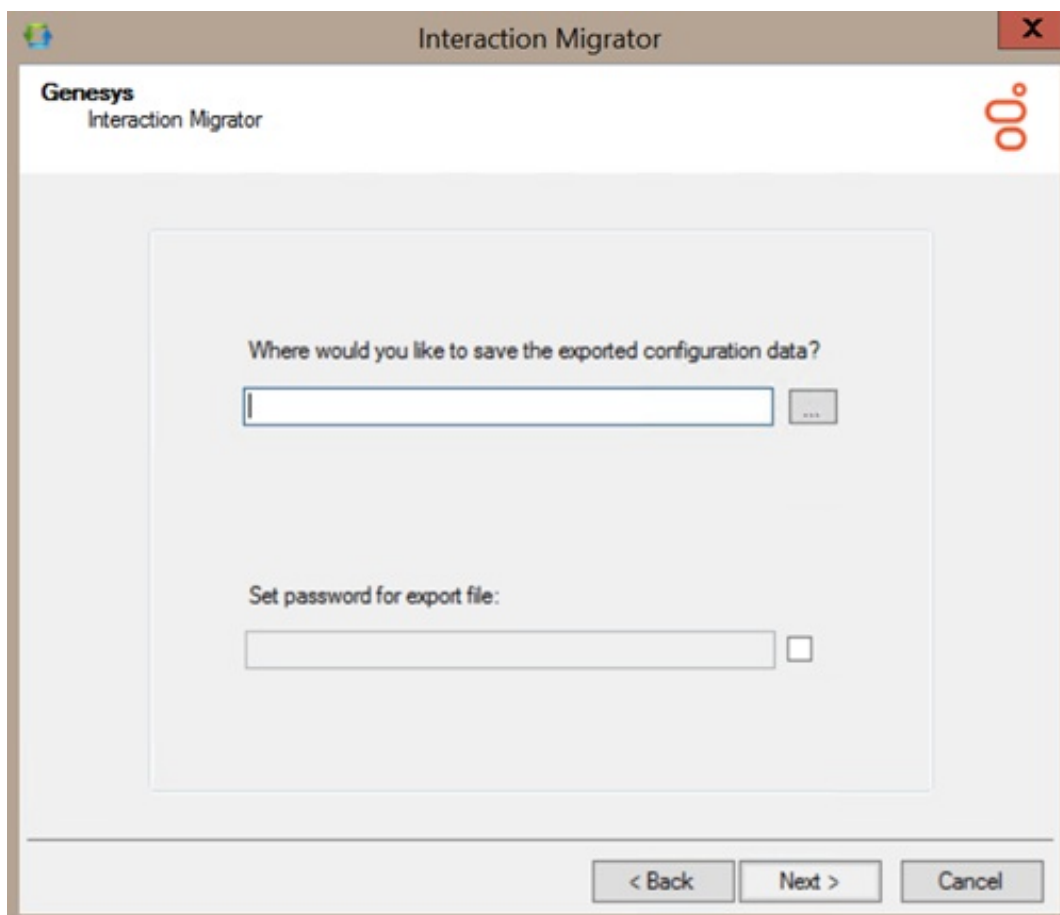 Interaction Migrator
X
Genesys
Interaction Migrator
Where would you like to save the exported configuration data?
...
Set password for export file:
< Back
Next >
Cancel